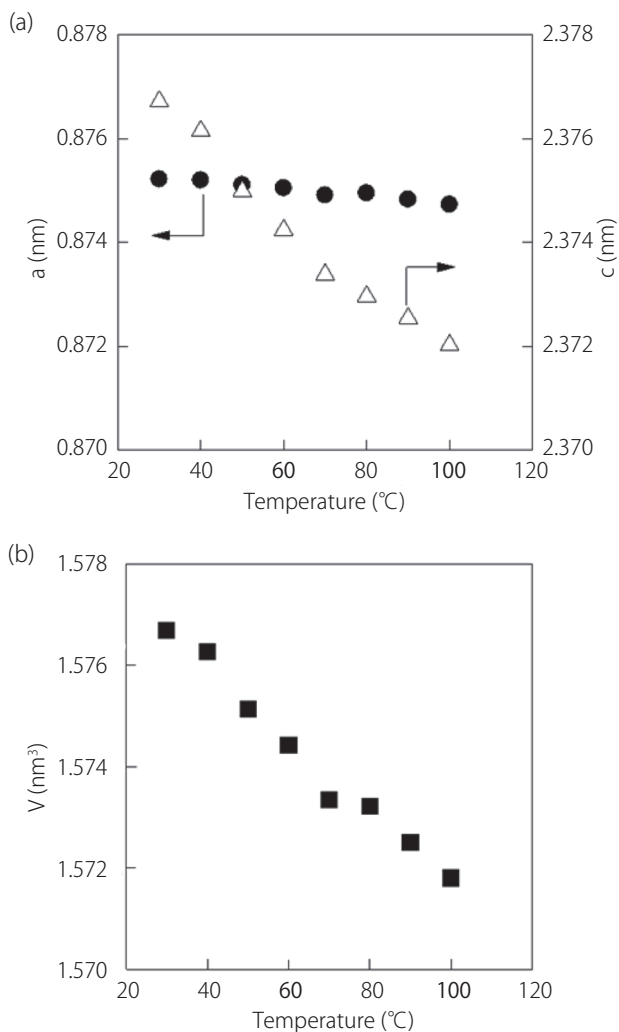 (a)
0.878
0.876
0.874
0.872
0.870
a (nm)
2.378
2.376
2.374
2.372
2.370
c (nm)
20 40 60 80 100 120
Temperature (°C)
(b)
1.578
1.576
1.574
1.572
1.570
V (nm³)
20 40 60 80 100 120
Temperature (°C)